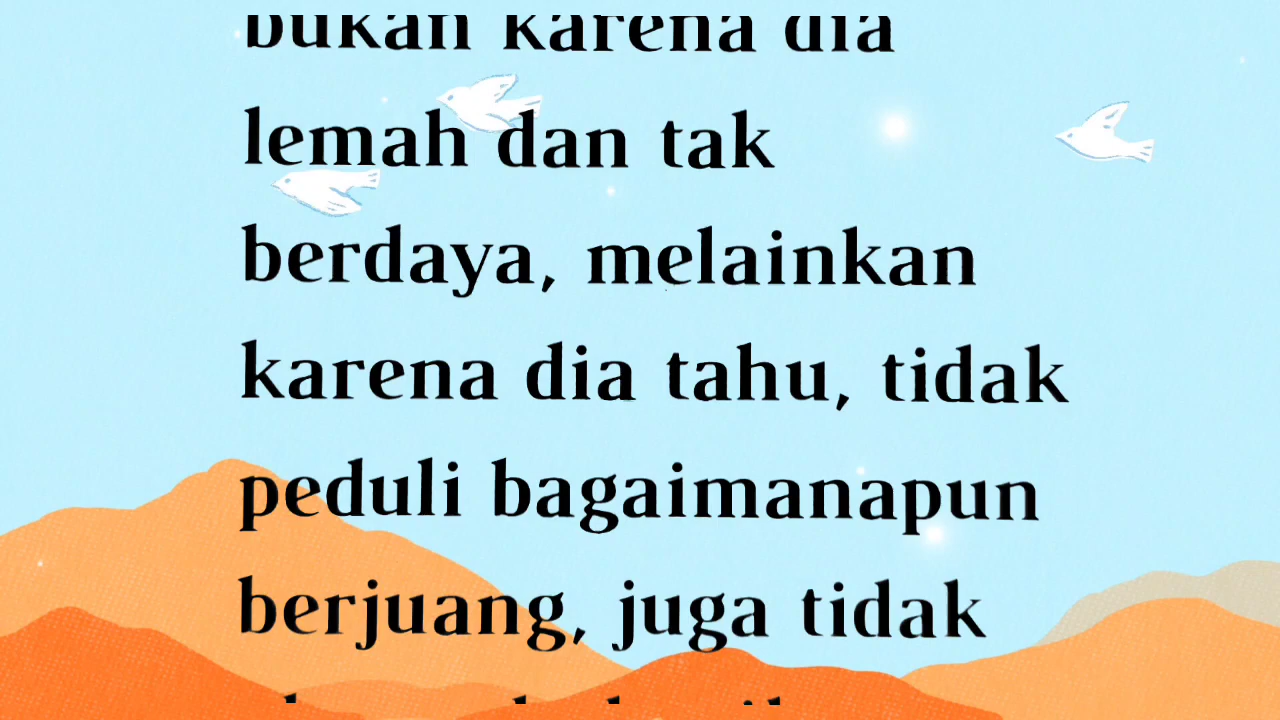 bukan karena dia
lemah dan tak
berdaya, melainkan
karena dia tahu, tidak
peduli bagaimanapun
berjuang, juga tidak